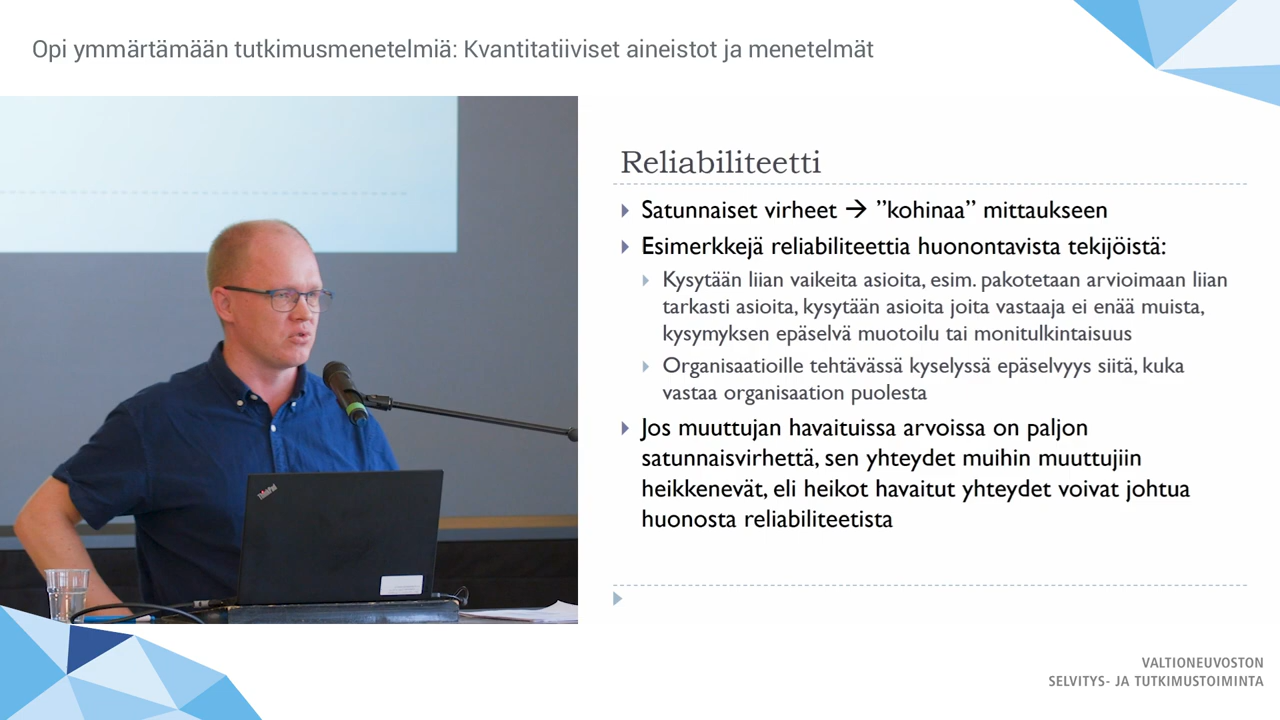 Opi ymmärtämään tutkimusmenetelmiä: Kvantitatiiviset aineistot ja menetelmät
Reliabiliteetti
Satunnaiset virheet → ”kohinaa” mittaukseen
Esimerkkejä reliabiliteettia huonontavista tekijöistä:
Kysytään liian vaikeita asioita, esim. pakotetaan arvioimaan liian
tarkasti asioita, kysytään asioita joita vastaaja ei enää muista,
kysymyksen epäselvä muotoilu tai monitulkintaisuus
Organisaatioille tehtävässä kyselyssä epäselvyys siitä, kuka
vastaa organisaation puolesta
Jos muuttujan havaituissa arvoissa on paljon
satunnaisvirhettä, sen yhteydet muihin muuttujiin
heikkenevät, eli heikot havaitut yhteydet voivat johtua
huonosta reliabiliteetista
ThinkPad
VALTIONEUVOSTON
SELVITYS- JA TUTKIMUSTOIMINTA